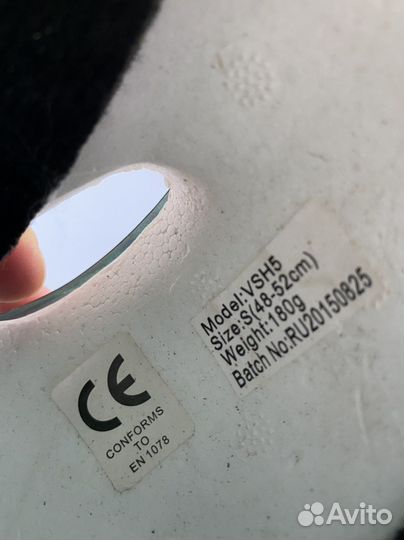 Model:VSH5
Size:S(48-52cm)
Weight:180g
Batch No:RU20150825
CE
CONFORMS
TO
EN 1078
Avito